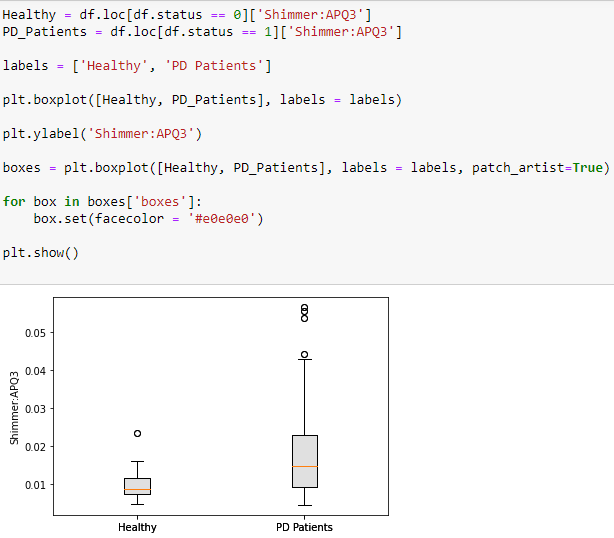 Healthy = df.loc[df.status == 0]['Shimmer:APQ3']
PD_Patients = df.loc[df.status == 1]['Shimmer:APQ3']
labels = ['Healthy', 'PD Patients']
plt.boxplot([Healthy, PD_Patients], labels = labels)
plt.ylabel('Shimmer:APQ3')
boxes = plt.boxplot([Healthy, PD_Patients], labels = labels, patch_artist=True)
for box in boxes['boxes']:
    box.set(facecolor = '#e0e0e0')
plt.show()
0.05
0.04
0.03
0.02
0.01
Shimmer:APQ3
Healthy PD Patients